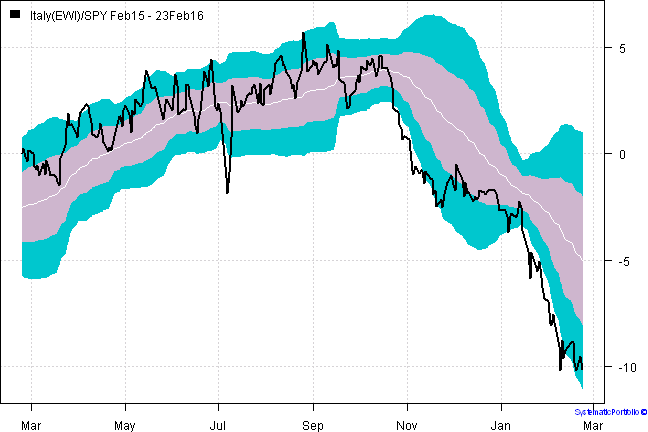 Italy(EWI)/SPY Feb15 - 23Feb16
5
0
-5
-10
Mar May Jul Sep Nov Jan Mar
SystematicPortfolio ©